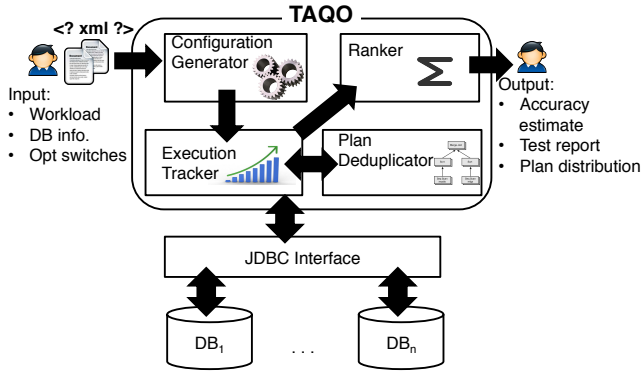 TAQO
<? xml ?>
Configuration
Generator
Ranker
Σ
Input:
• Workload
• DB info.
• Opt switches
Output:
• Accuracy
estimate
• Test report
• Plan distribution
Execution
Tracker
Plan
Deduplicator
JDBC Interface
DB1
. . .
DBn